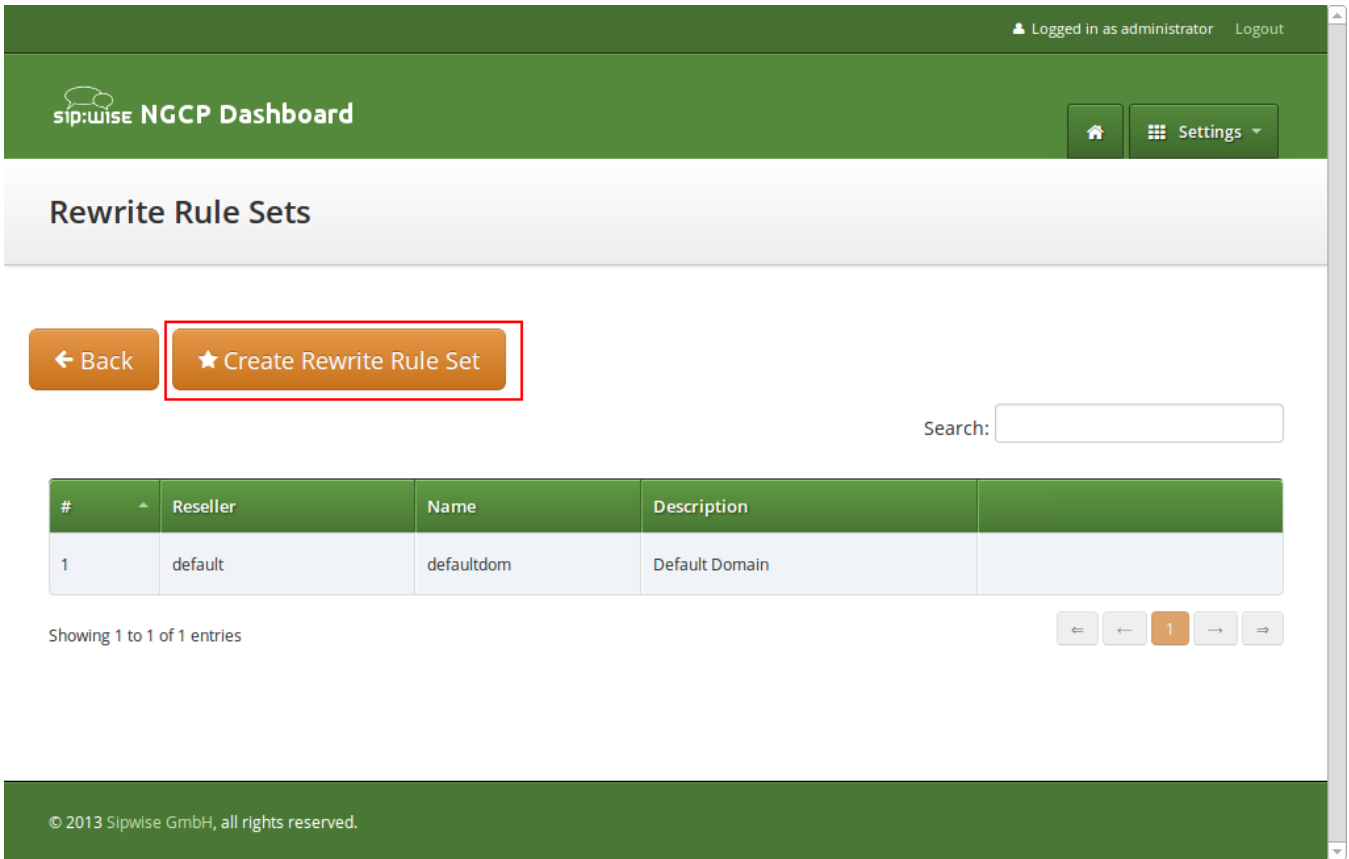 Logged in as administrator Logout
sip:wise NGCP Dashboard
Settings
Rewrite Rule Sets
Back Create Rewrite Rule Set
Search:
# Reseller Name Description
1 default defaultdom Default Domain
Showing 1 to 1 of 1 entries
⇐ ← 1 → ⇒
© 2013 Sipwise GmbH, all rights reserved.